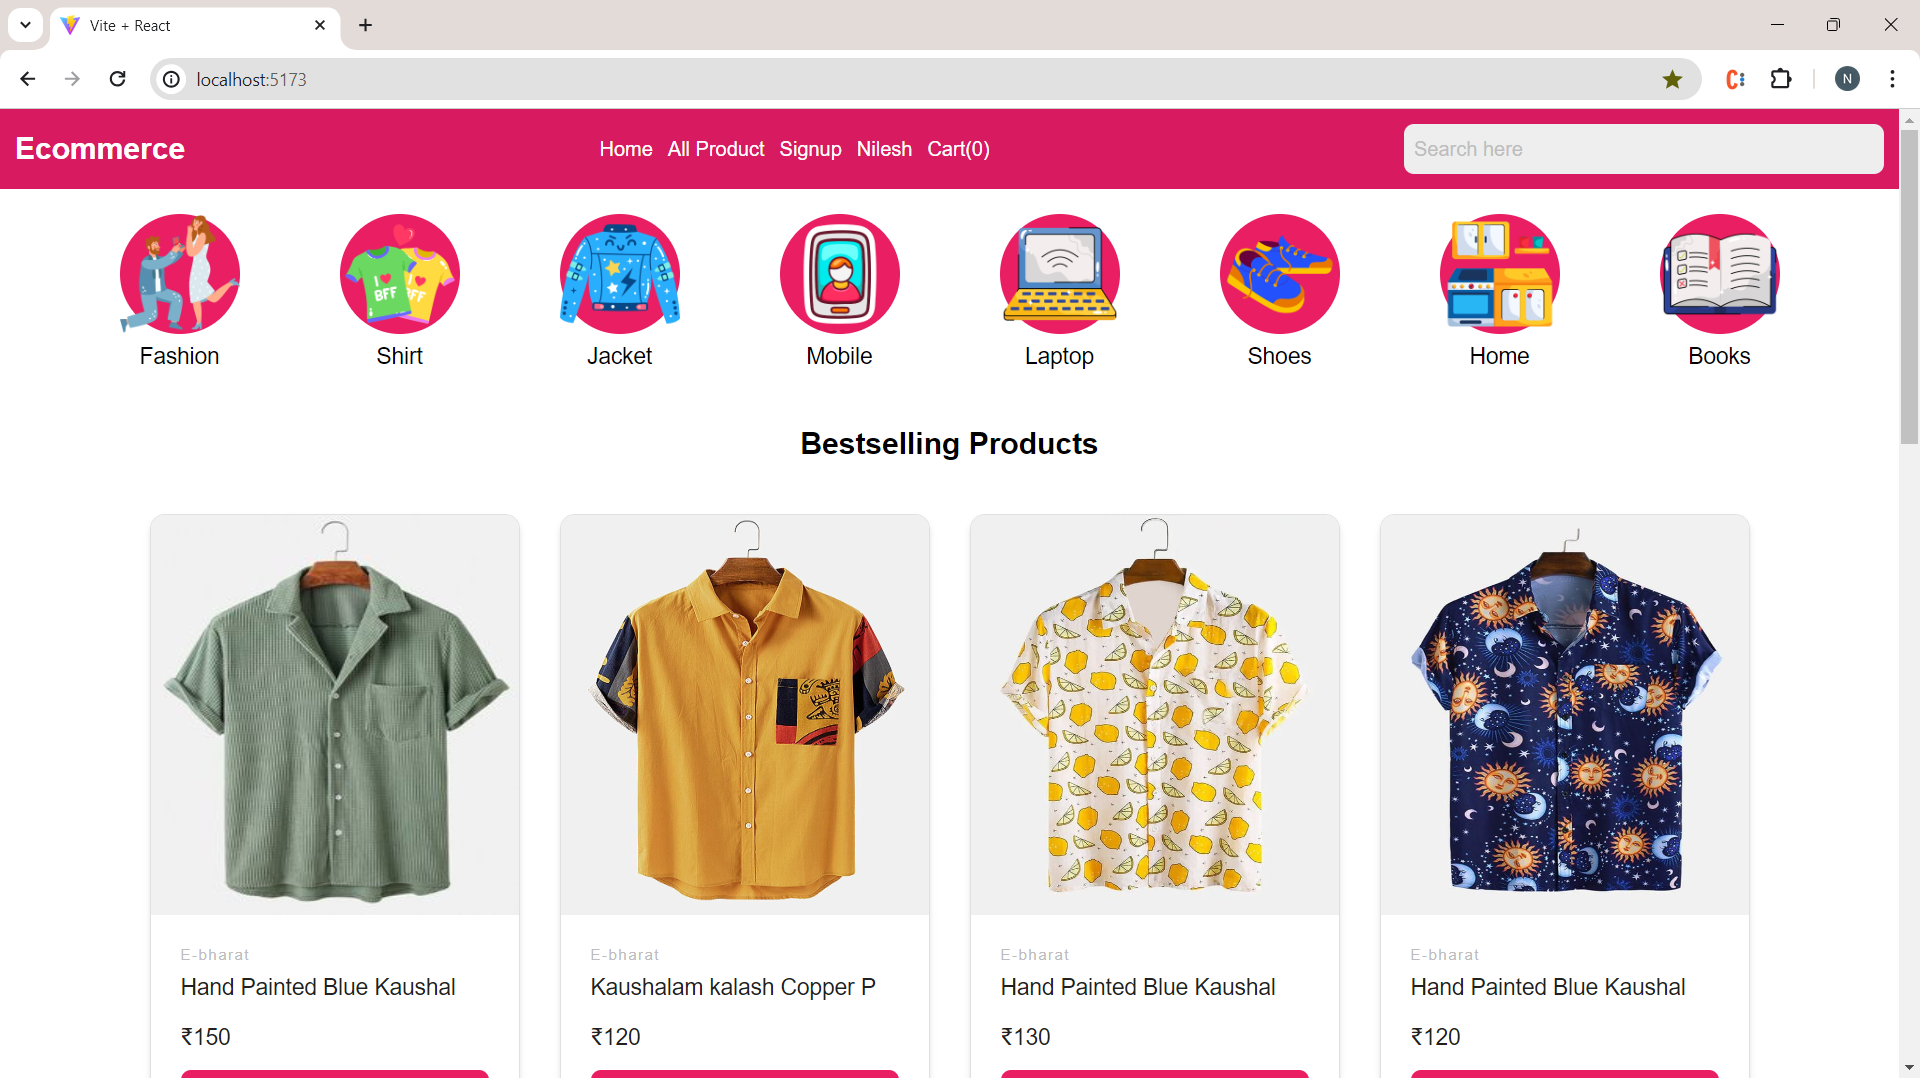 Vite + React
localhost:5173
N
Ecommerce
Home All Product Signup Nilesh Cart(0)
Search here
I
BFF
I
BFF
Fashion Shirt Jacket Mobile Laptop Shoes Home Books
Bestselling Products
E-bharat E-bharat E-bharat E-bharat
Hand Painted Blue Kaushal Kaushalam kalash Copper P Hand Painted Blue Kaushal Hand Painted Blue Kaushal
₹150 ₹120 ₹130 ₹120